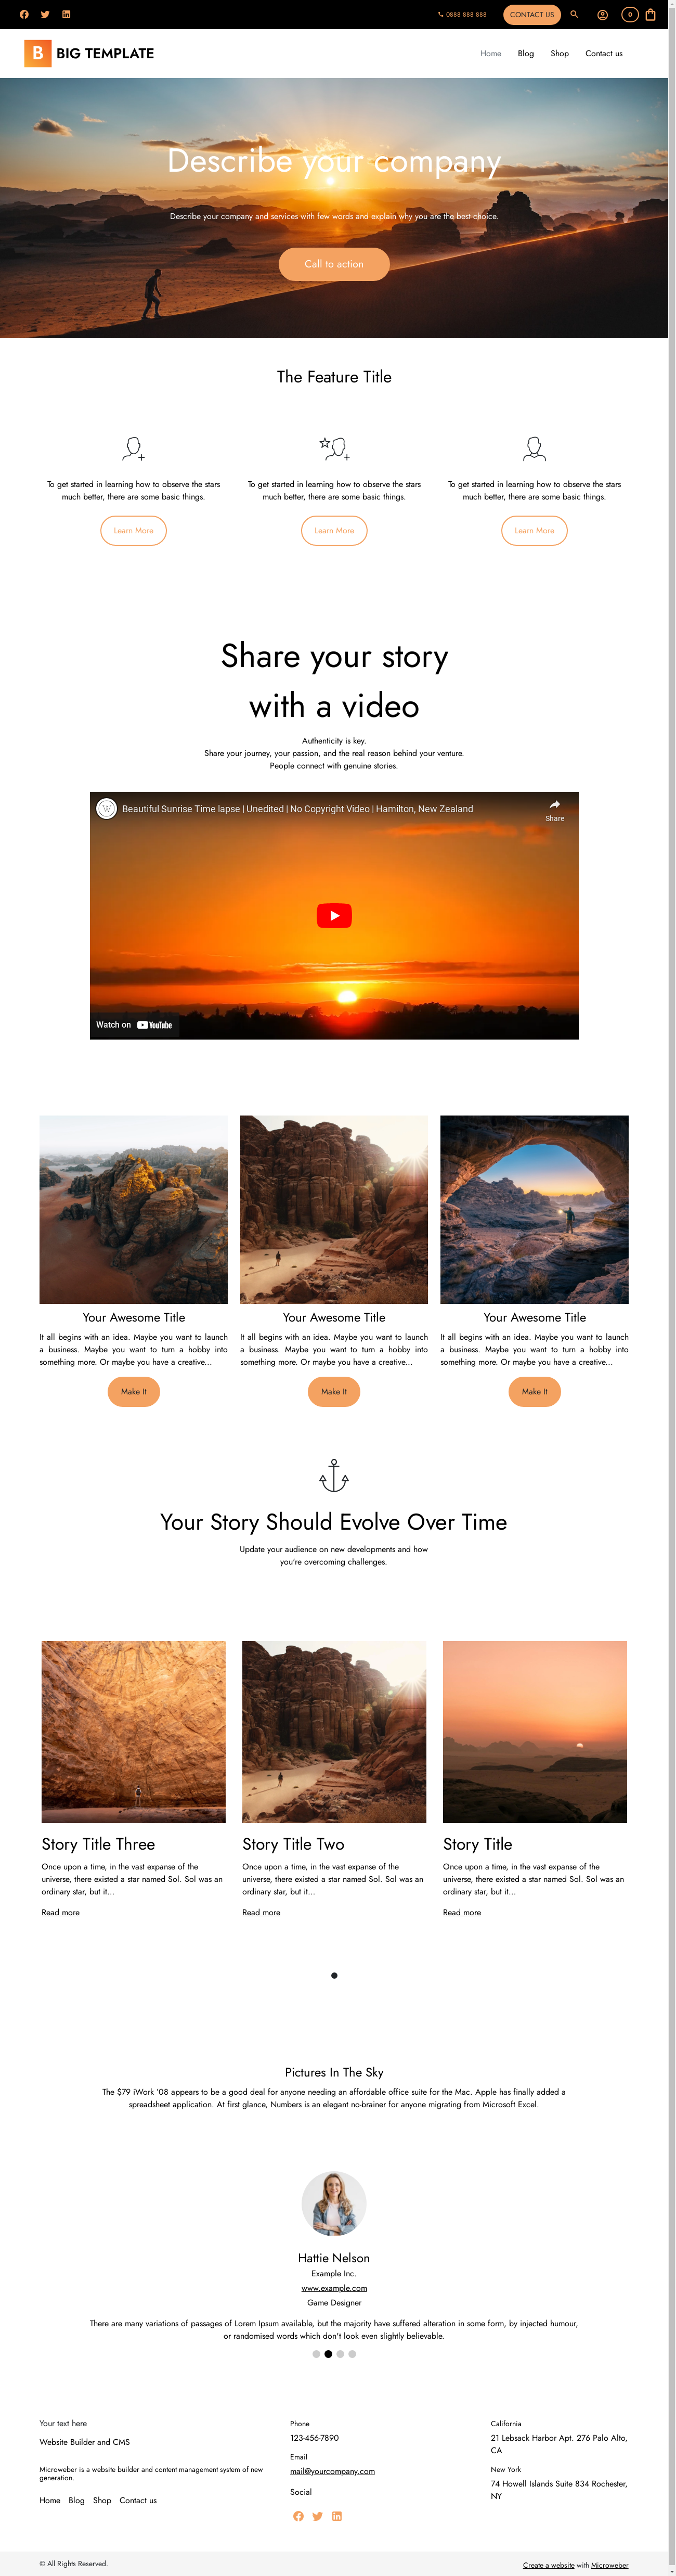 0888 888 888
CONTACT US
0
B BIG TEMPLATE
Home Blog Shop Contact us
Describe your company
Describe your company and services with few words and explain why you are the best choice.
Call to action
The Feature Title
To get started in learning how to observe the stars
much better, there are some basic things.
Learn More
To get started in learning how to observe the stars
much better, there are some basic things.
Learn More
To get started in learning how to observe the stars
much better, there are some basic things.
Learn More
Share your story
with a video
Authenticity is key.
Share your journey, your passion, and the real reason behind your venture.
People connect with genuine stories.
W
Beautiful Sunrise Time lapse | Unedited | No Copyright Video | Hamilton, New Zealand
Share
Watch on YouTube
Your Awesome Title
It all begins with an idea. Maybe you want to launch
a business. Maybe you want to turn a hobby into
something more. Or maybe you have a creative...
Make It
Your Awesome Title
It all begins with an idea. Maybe you want to launch
a business. Maybe you want to turn a hobby into
something more. Or maybe you have a creative...
Make It
Your Awesome Title
It all begins with an idea. Maybe you want to launch
a business. Maybe you want to turn a hobby into
something more. Or maybe you have a creative...
Make It
Your Story Should Evolve Over Time
Update your audience on new developments and how
you're overcoming challenges.
Story Title Three
Once upon a time, in the vast expanse of the
universe, there existed a star named Sol. Sol was an
ordinary star, but it...
Read more
Story Title Two
Once upon a time, in the vast expanse of the
universe, there existed a star named Sol. Sol was an
ordinary star, but it...
Read more
Story Title
Once upon a time, in the vast expanse of the
universe, there existed a star named Sol. Sol was an
ordinary star, but it...
Read more
Pictures In The Sky
The $79 iWork '08 appears to be a good deal for anyone needing an affordable office suite for the Mac. Apple has finally added a
spreadsheet application. At first glance, Numbers is an elegant no-brainer for anyone migrating from Microsoft Excel.
Hattie Nelson
Example Inc.
www.example.com
Game Designer
There are many variations of passages of Lorem Ipsum available, but the majority have suffered alteration in some form, by injected humour,
or randomised words which don't look even slightly believable.
Your text here
Website Builder and CMS
Microweber is a website builder and content management system of new
generation.
Home Blog Shop Contact us
Phone
123-456-7890
Email
mail@yourcompany.com
Social
California
21 Lebsack Harbor Apt. 276 Palo Alto,
CA
New York
74 Howell Islands Suite 834 Rochester,
NY
© All Rights Reserved.
Create a website with Microweber